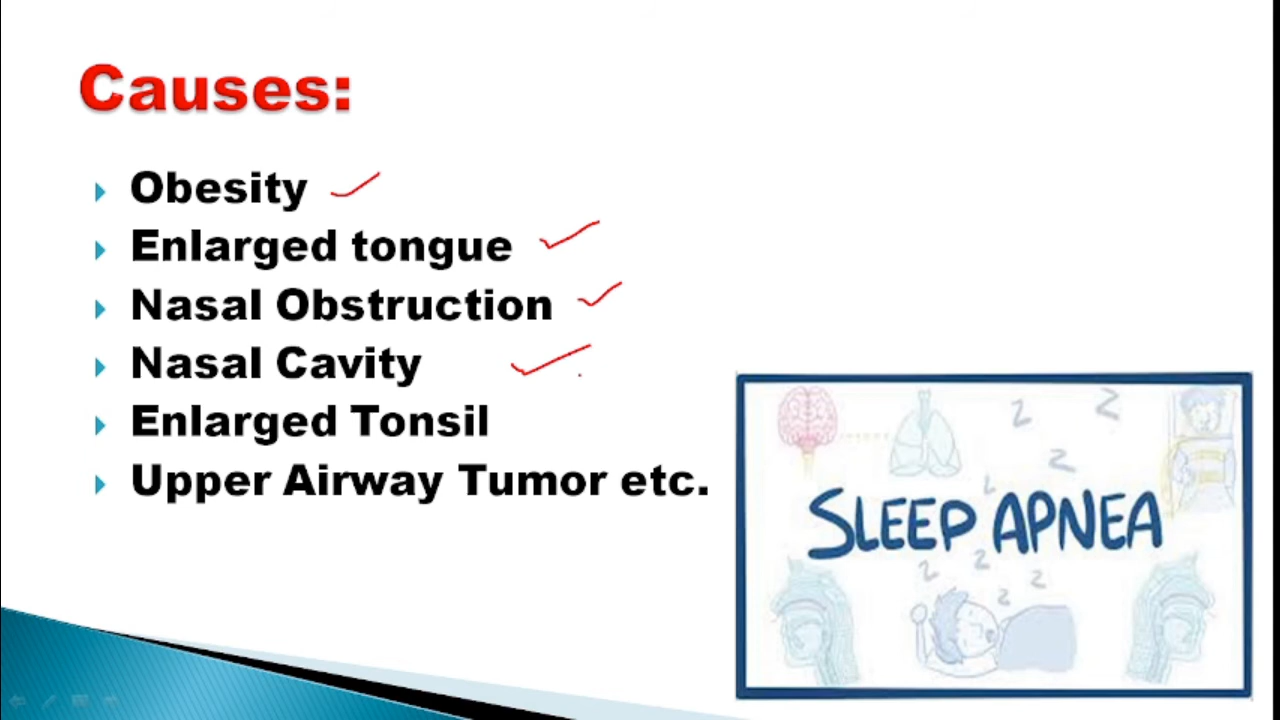 Causes:
Obesity
Enlarged tongue
Nasal Obstruction
Nasal Cavity
Enlarged Tonsil
Upper Airway Tumor etc.
Z Z
Z
Z
SLEEP APNEA
Z
Z Z
Z